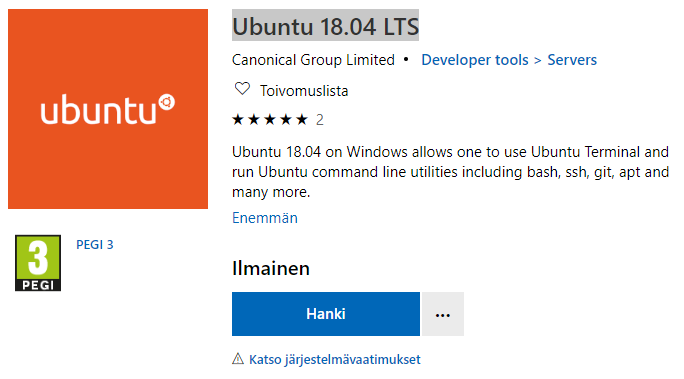 Ubuntu 18.04 LTS
Canonical Group Limited • Developer tools > Servers
Toivomuslista
2
Ubuntu 18.04 on Windows allows one to use Ubuntu Terminal and
run Ubuntu command line utilities including bash, ssh, git, apt and
many more.
Enemmän
ubuntu
3
PEGI
PEGI 3
Ilmainen
Hanki
...
Katso järjestelmävaatimukset